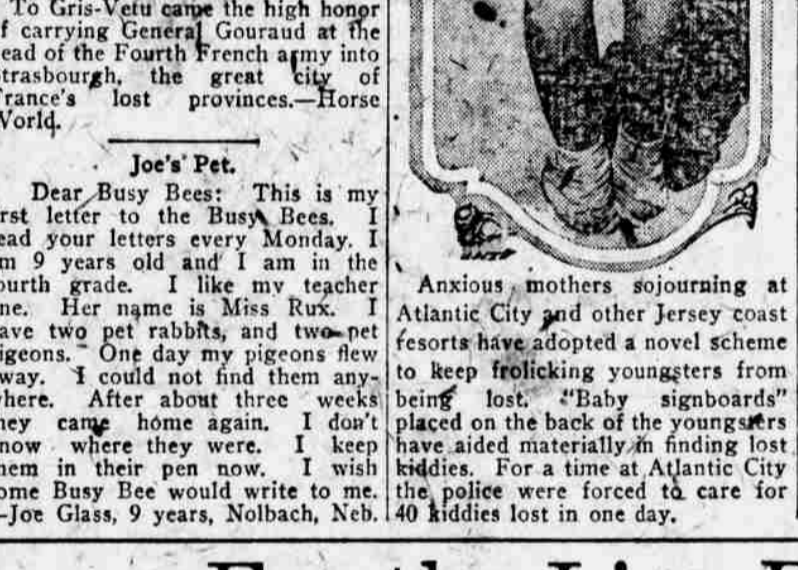 To Gris-Vetu came the high honor
f carrying General Gouraud at the
ead of the Fourth French army into
trasbourgh, the great city of
rance's lost provinces.—Horse
World.
Joe's Pet.
Dear Busy Bees: This is my
rst letter to the Busy Bees. I
ead your letters every Monday. I
m 9 years old and I am in the
ourth grade. I like my teacher
ne. Her name is Miss Rux. I
ave two pet rabbits, and two pet
igeons. One day my pigeons flew
way. I could not find them any-
here. After about three weeks
hey came home again. I don't
now where they were. I keep
hem in their pen now. I wish
ome Busy Bee would write to me.
—Joe Glass, 9 years, Nolbach, Neb.
Anxious mothers sojourning at
Atlantic City and other Jersey coast
resorts have adopted a novel scheme
to keep frolicking youngsters from
being lost. "Baby signboards"
placed on the back of the youngsters
have aided materially in finding lost
kiddies. For a time at Atlantic City
the police were forced to care for
40 kiddies lost in one day.